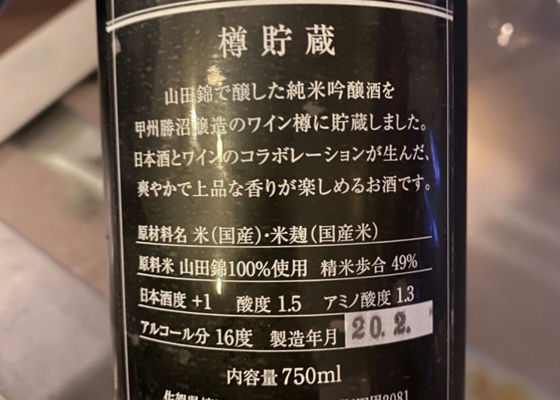 樽貯蔵
山田錦で醸した純米吟醸酒を
甲州勝沼醸造のワイン樽に貯蔵しました。
日本酒とワインのコラボレーションが生んだ、
爽やかで上品な香りが楽しめるお酒です。
原材料名 米(国産)・米麹(国産米)
原料米 山田錦100%使用 精米歩合 49%
日本酒度 +1 酸度 1.5 アミノ酸度 1.3
アルコール分 16度 製造年月 20.2.
内容量 750ml
佐賀県
2081